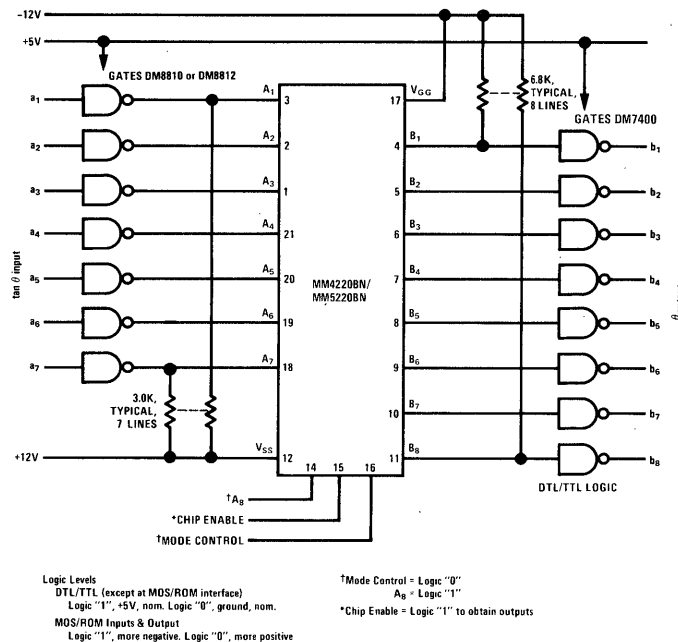 -12V
+5V
GATES DM8810 or DM8812
6.8K,
TYPICAL,
8 LINES
GATES DM7400
a1 A1 3 VGG 17
a2 A2 2 B1 4 b1
a3 A3 1 B2 5 b2
a4 A4 21 B3 6 b3
a5 A5 20 B4 7 b4
a6 A6 19 B5 8 b5
a7 A7 18 B6 9 b6
B7 10 b7
B8 11 b8
tan θ input
MM4220BN/
MM5220BN
θ
3.0K,
TYPICAL,
7 LINES
+12V VSS 12
14 15 16
DTL/TTL LOGIC
†A8
*CHIP ENABLE
†MODE CONTROL
Logic Levels
DTL/TTL (except at MOS/ROM interface)
Logic "1", +5V, nom. Logic "0", ground, nom.
MOS/ROM Inputs & Output
Logic "1", more negative. Logic "0", more positive
†Mode Control = Logic "0"
A8 = Logic "1"
*Chip Enable = Logic "1" to obtain outputs